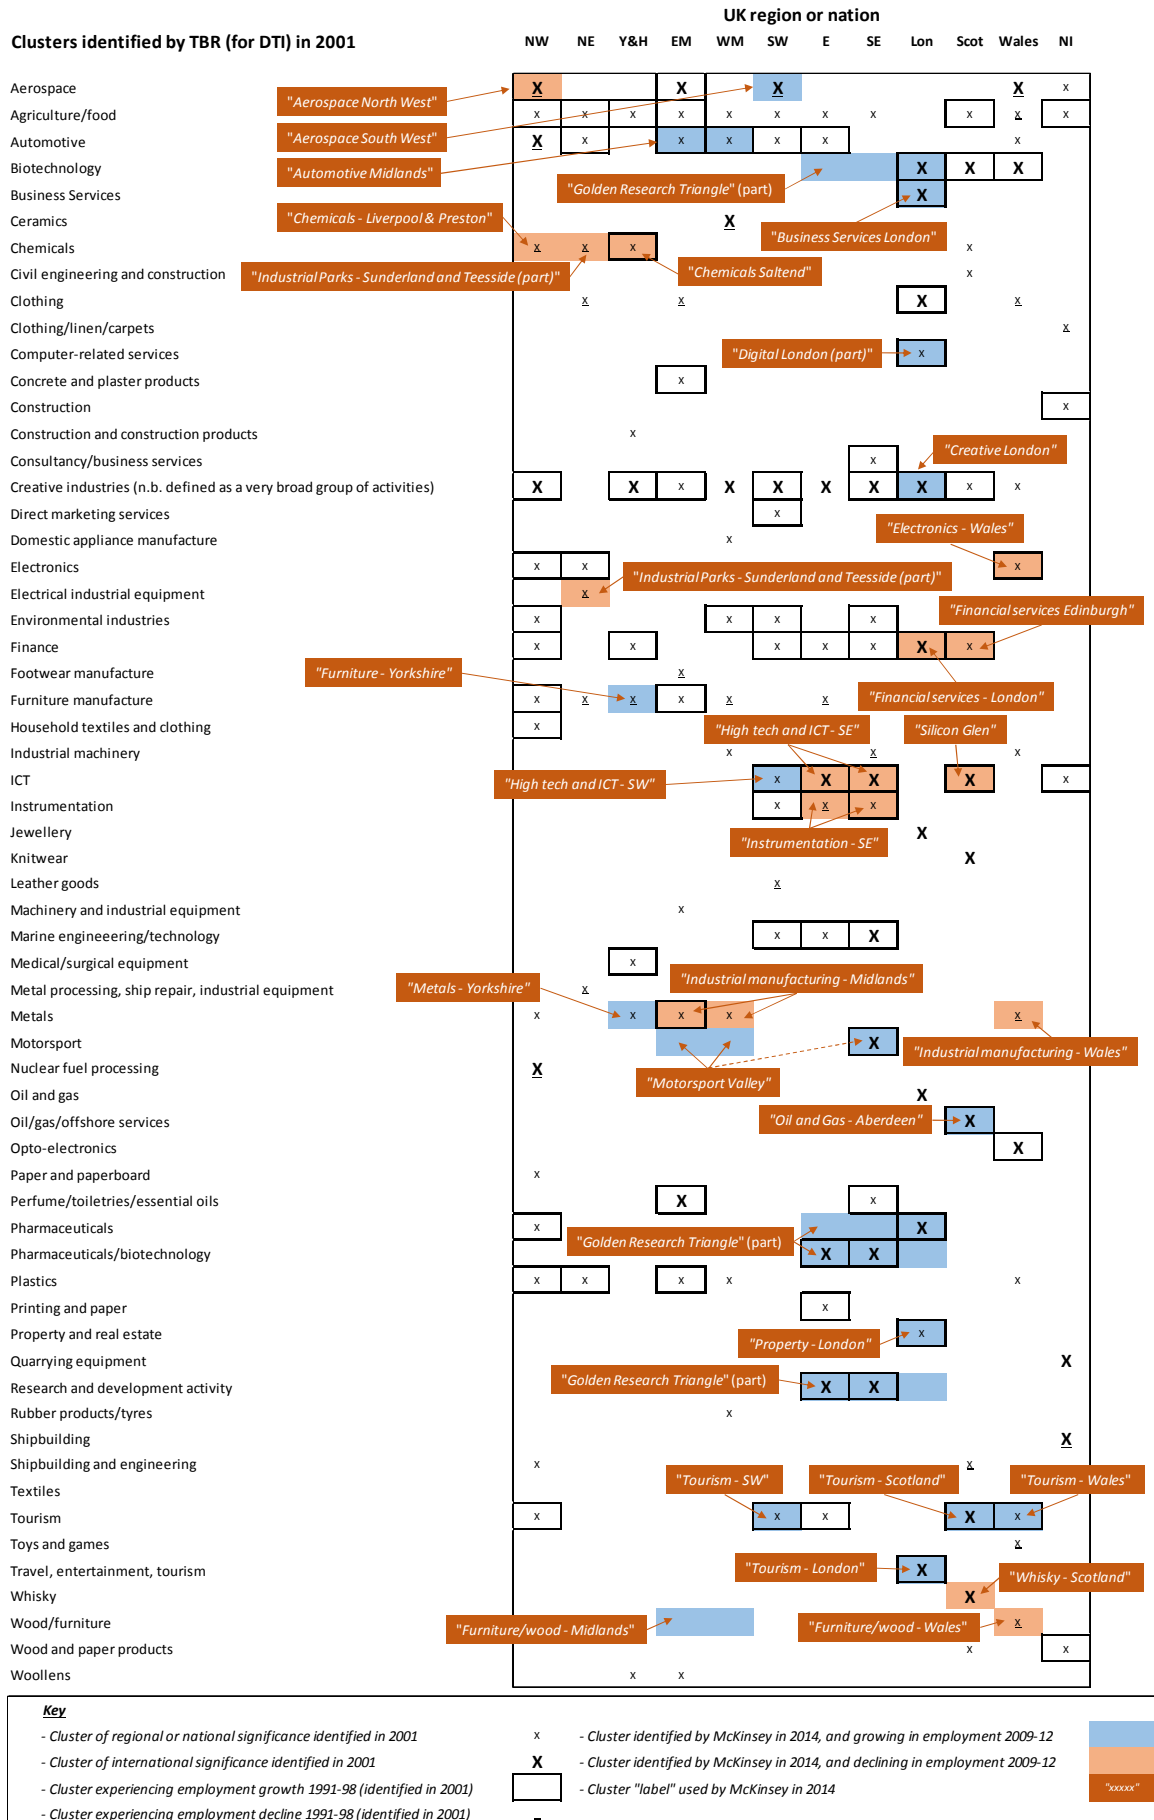 UK region or nation
Clusters identified by TBR (for DTI) in 2001 NW NE Y&H EM WM SW E SE Lon Scot Wales NI
Aerospace X X X X x
"Aerospace North West"
Agriculture/food x x x x x x x x x x x
"Aerospace South West"
Automotive X x x x x x x
"Automotive Midlands"
Biotechnology X X X
"Golden Research Triangle" (part)
Business Services X
"Chemicals - Liverpool & Preston"
Ceramics X
"Business Services London"
Chemicals x x x x
Civil engineering and construction x
"Industrial Parks - Sunderland and Teesside (part)" "Chemicals Saltend"
Clothing x x X x
Clothing/linen/carpets x
Computer-related services x
"Digital London (part)"
Concrete and plaster products x
Construction x
Construction and construction products x
"Creative London"
Consultancy/business services x
Creative industries (n.b. defined as a very broad group of activities) X X x X X X X X x x
Direct marketing services x
"Electronics - Wales"
Domestic appliance manufacture x
Electronics x x x
"Industrial Parks - Sunderland and Teesside (part)"
Electrical industrial equipment x
"Financial services Edinburgh"
Environmental industries x x x x
Finance x x x x x X x
Footwear manufacture x
"Furniture - Yorkshire"
Furniture manufacture x x x x x x
"Financial services - London"
Household textiles and clothing x
"High tech and ICT - SE" "Silicon Glen"
Industrial machinery x x x
ICT x X X X x
"High tech and ICT - SW"
Instrumentation x x x
Jewellery X
"Instrumentation - SE"
Knitwear X
Leather goods x
Machinery and industrial equipment x
Marine engineeering/technology x x X
Medical/surgical equipment x
"Industrial manufacturing - Midlands"
Metal processing, ship repair, industrial equipment x
"Metals - Yorkshire"
Metals x x x x x
Motorsport X
"Industrial manufacturing - Wales"
Nuclear fuel processing X
"Motorsport Valley"
Oil and gas X
Oil/gas/offshore services X
"Oil and Gas - Aberdeen"
Opto-electronics X
Paper and paperboard x
Perfume/toiletries/essential oils X x
Pharmaceuticals x X
"Golden Research Triangle" (part)
Pharmaceuticals/biotechnology X X
Plastics x x x x x
Printing and paper x
Property and real estate x
"Property - London"
Quarrying equipment X
"Golden Research Triangle" (part)
Research and development activity X X
Rubber products/tyres x
Shipbuilding X
Shipbuilding and engineering x x
"Tourism - SW" "Tourism - Scotland" "Tourism - Wales"
Textiles
Tourism x x x X x
Toys and games x
Travel, entertainment, tourism X
"Tourism - London" "Whisky - Scotland"
Whisky X
Wood/furniture x
"Furniture/wood - Midlands" "Furniture/wood - Wales"
Wood and paper products x x
Woollens x x
Key
- Cluster of regional or national significance identified in 2001 x - Cluster identified by McKinsey in 2014, and growing in employment 2009-12
- Cluster of international significance identified in 2001 X - Cluster identified by McKinsey in 2014, and declining in employment 2009-12
- Cluster experiencing employment growth 1991-98 (identified in 2001) - Cluster "label" used by McKinsey in 2014 "xxxxx"
- Cluster experiencing employment decline 1991-98 (identified in 2001)